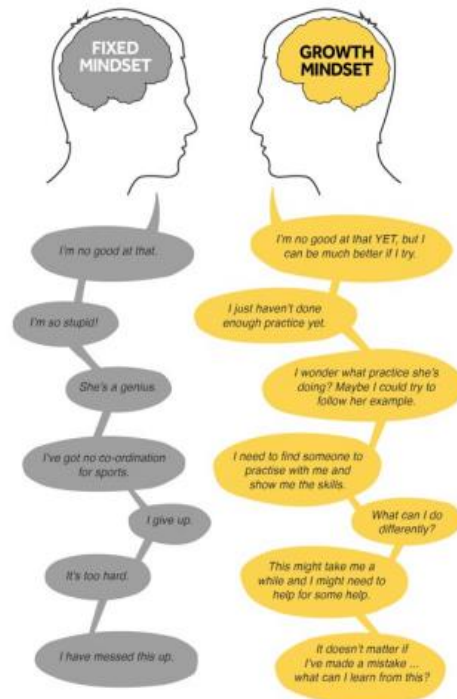 FIXED
MINDSET
I'm no good at that.
I'm so stupid!
She's a genius.
I've got no co-ordination
for sports.
I give up.
It's too hard.
I have messed this up.
GROWTH
MINDSET
I'm no good at that YET, but I
can be much better if I try.
I just haven't done
enough practice yet.
I wonder what practice she's
doing? Maybe I could try to
follow her example.
I need to find someone to
practise with me and
show me the skills.
What can I do
differently?
This might take me a
while and I might need to
help for some help.
It doesn't matter if
I've made a mistake ...
what can I learn from this?